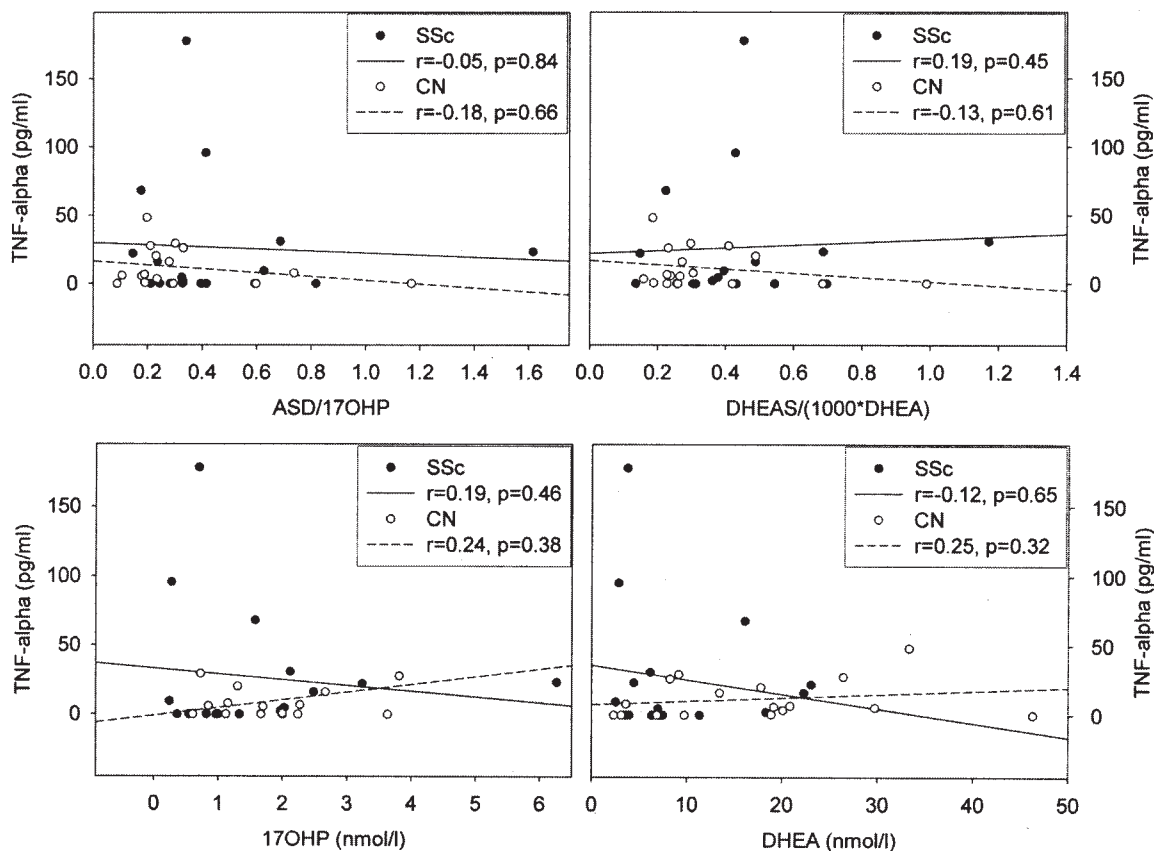 SSc
r=-0.05, p=0.84
CN
r=-0.18, p=0.66
TNF-alpha (pg/ml)
150
100
50
0
0.0 0.2 0.4 0.6 0.8 1.0 1.2 1.4 1.6
ASD/17OHP
SSc
r=0.19, p=0.45
CN
r=-0.13, p=0.61
150
100
50
0
TNF-alpha (pg/ml)
0.0 0.2 0.4 0.6 0.8 1.0 1.2 1.4
DHEAS/(1000*DHEA)
SSc
r=0.19, p=0.46
CN
r=0.24, p=0.38
TNF-alpha (pg/ml)
150
100
50
0
0 1 2 3 4 5 6
17OHP (nmol/l)
SSc
r=-0.12, p=0.65
CN
r=0.25, p=0.32
150
100
50
0
TNF-alpha (pg/ml)
0 10 20 30 40 50
DHEA (nmol/l)